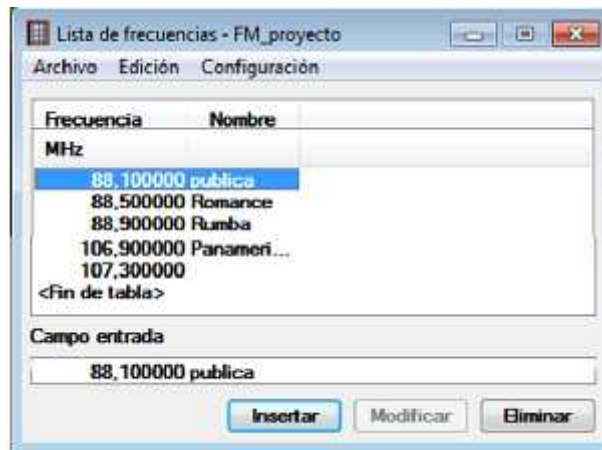 Lista de frecuencias - FM_proyecto
Archivo Edición Configuración
Frecuencia Nombre
MHz
88,100000 publica
88,500000 Romance
88,900000 Rumba
106,900000 Panameri...
107,300000
<Fin de tabla>
Campo entrada
88,100000 publica
Insertar Modificar Eliminar